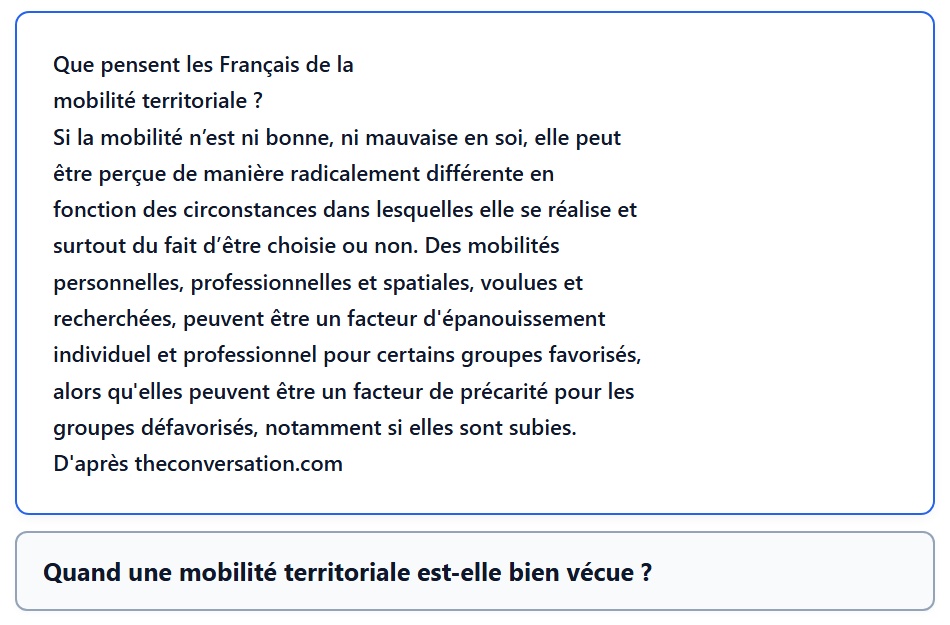 Que pensent les Français de la
mobilité territoriale ?
Si la mobilité n’est ni bonne, ni mauvaise en soi, elle peut
être perçue de manière radicalement différente en
fonction des circonstances dans lesquelles elle se réalise et
surtout du fait d’être choisie ou non. Des mobilités
personnelles, professionnelles et spatiales, voulues et
recherchées, peuvent être un facteur d'épanouissement
individuel et professionnel pour certains groupes favorisés,
alors qu'elles peuvent être un facteur de précarité pour les
groupes défavorisés, notamment si elles sont subies.
D'après theconversation.com
Quand une mobilité territoriale est-elle bien vécue ?